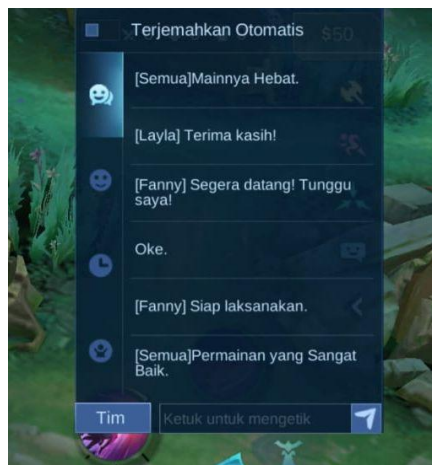 Terjemahkan Otomatis
$50
[Semua]Mainnya Hebat.
[Layla] Terima kasih!
[Fanny] Segera datang! Tunggu
saya!
Oke.
[Fanny] Siap laksanakan.
[Semua]Permainan yang Sangat
Baik.
Tim
Ketuk untuk mengetik